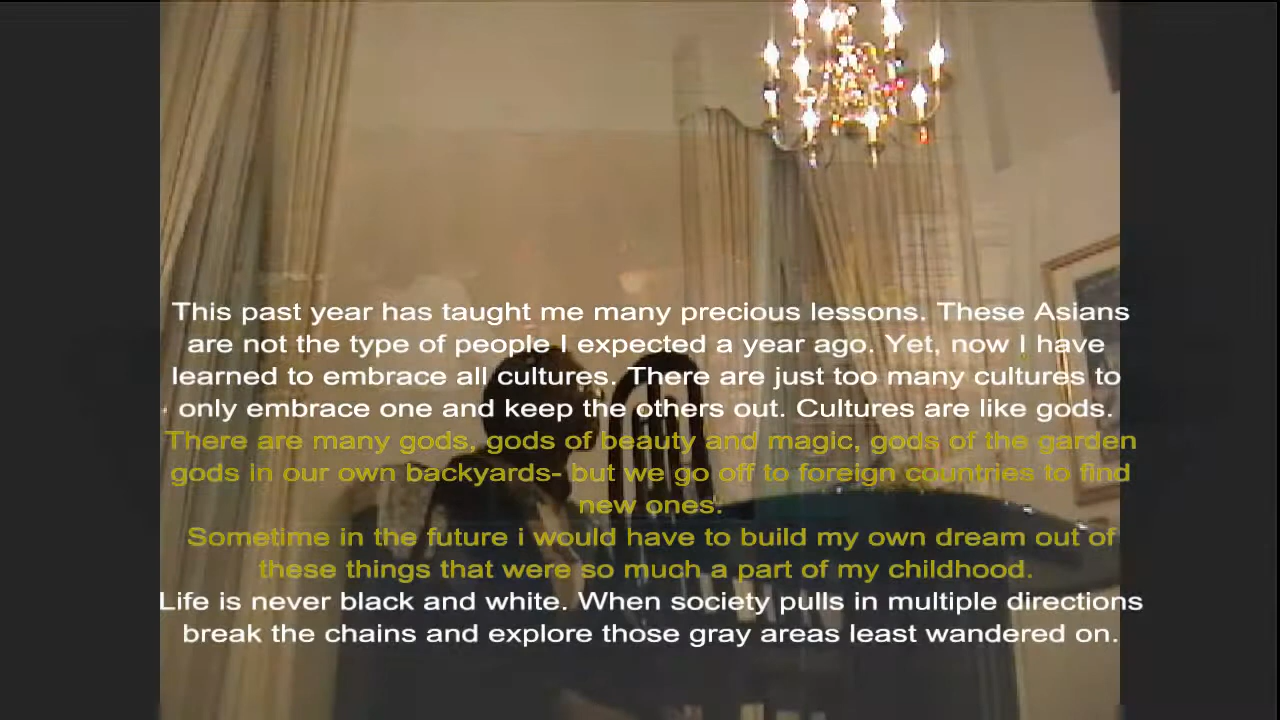 This past year has taught me many precious lessons. These Asians
are not the type of people I expected a year ago. Yet, now I have
learned to embrace all cultures. There are just too many cultures to
only embrace one and keep the others out. Cultures are like gods.
There are many gods, gods of beauty and magic, gods of the garden
gods in our own backyards- but we go off to foreign countries to find
new ones.
Sometime in the future i would have to build my own dream out of
these things that were so much a part of my childhood.
Life is never black and white. When society pulls in multiple directions
break the chains and explore those gray areas least wandered on.